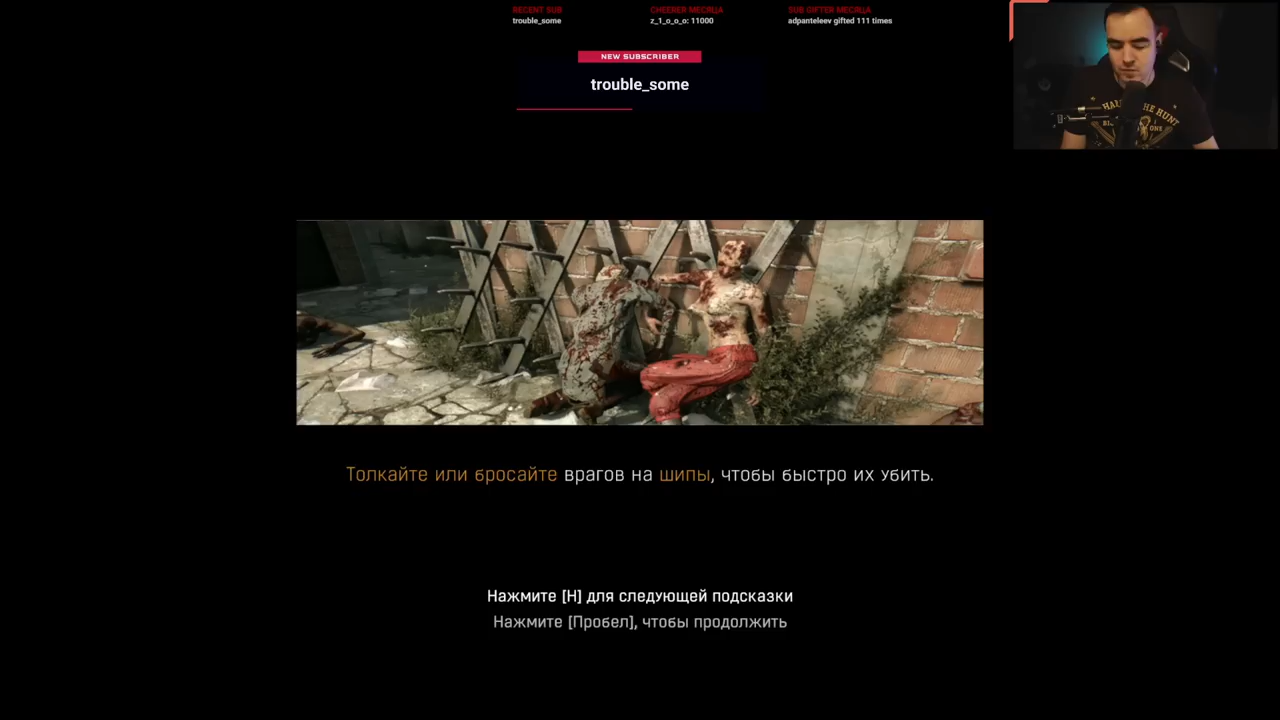 RECENT SUB
trouble_some
CHEERER МЕСЯЦА
z_1_o_o_o: 11000
SUB GIFTER МЕСЯЦА
adpanteleev gifted 111 times
NEW SUBSCRIBER
trouble_some
Толкайте или бросайте врагов на шипы, чтобы быстро их убить.
Нажмите [H] для следующей подсказки
Нажмите [Пробел], чтобы продолжить